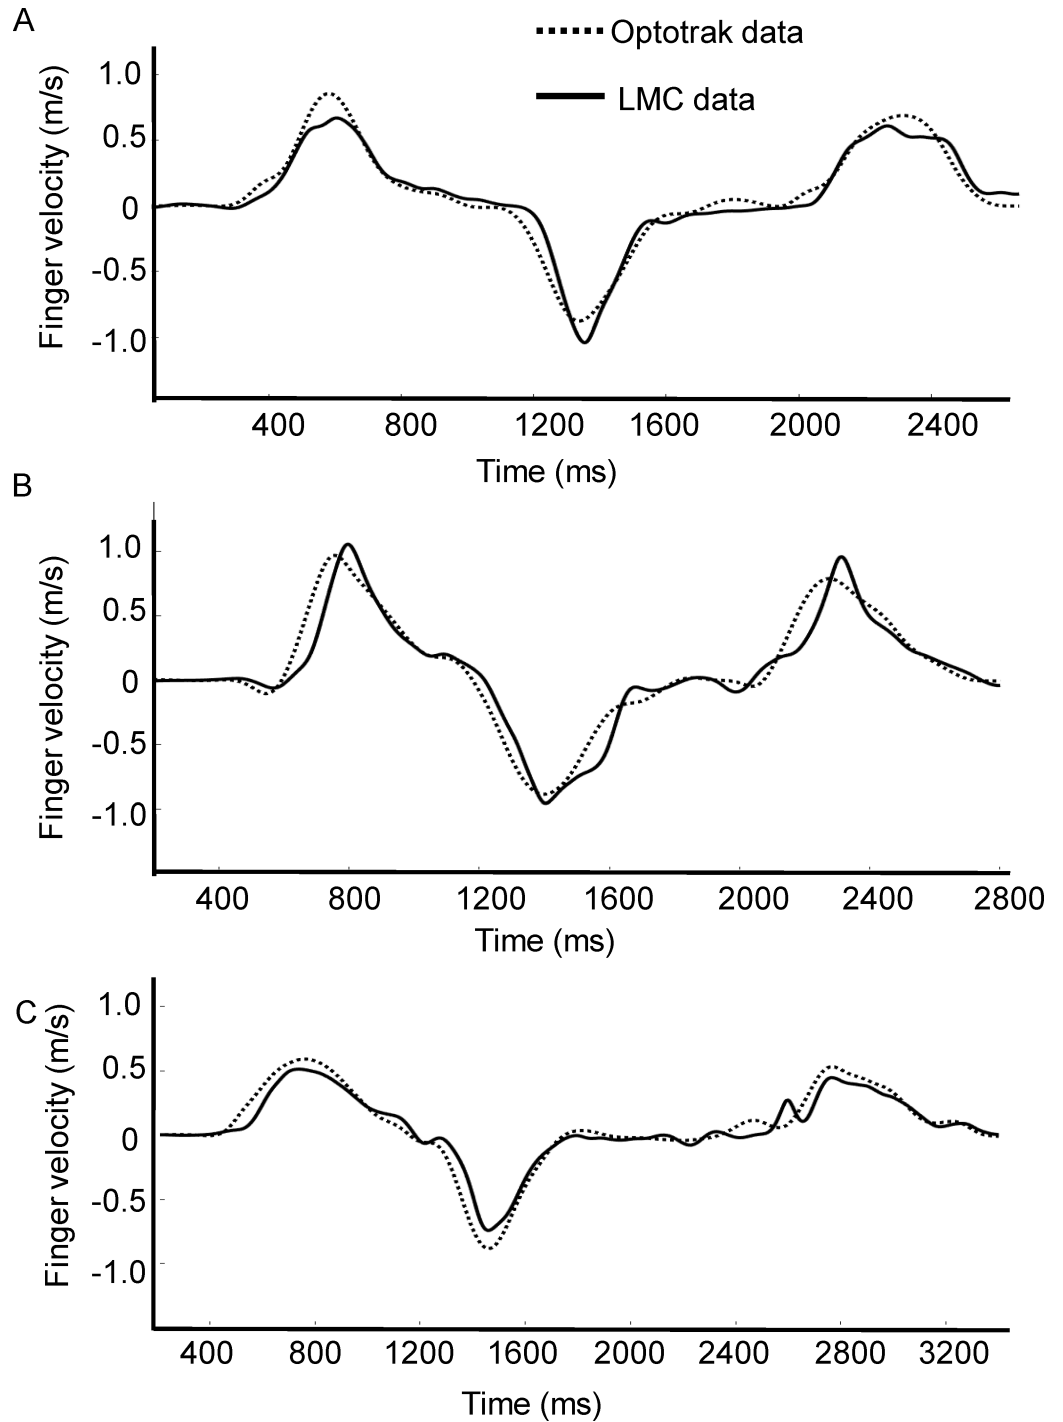 A
Optotrak data
LMC data
Finger velocity (m/s)
1.0
0.5
0
-0.5
-1.0
400 800 1200 1600 2000 2400
Time (ms)
B
Finger velocity (m/s)
1.0
0.5
0
-0.5
-1.0
400 800 1200 1600 2000 2400 2800
Time (ms)
C
Finger velocity (m/s)
1.0
0.5
0
-0.5
-1.0
400 800 1200 1600 2000 2400 2800 3200
Time (ms)